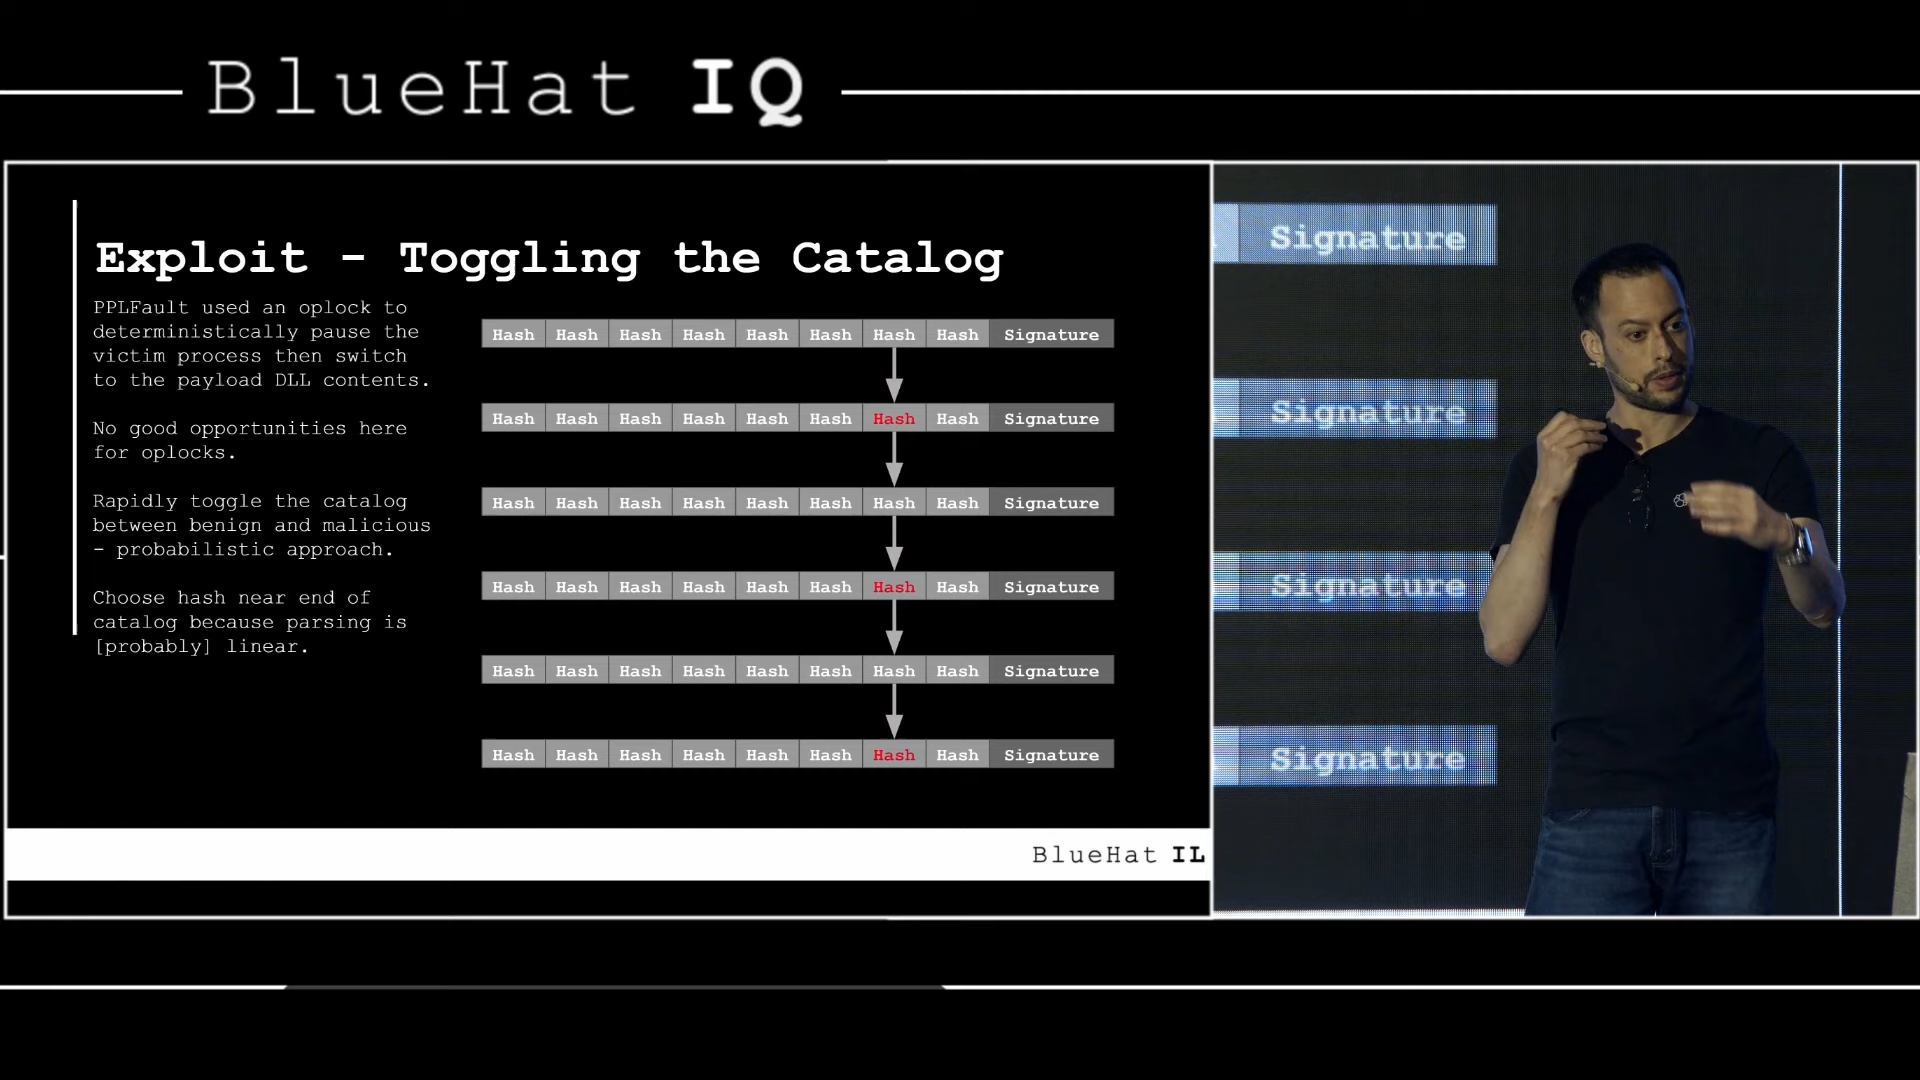 BlueHat IQ
Exploit - Toggling the Catalog
PPLFault used an oplock to
deterministically pause the
victim process then switch
to the payload DLL contents.
No good opportunities here
for oplocks.
Rapidly toggle the catalog
between benign and malicious
- probabilistic approach.
Choose hash near end of
catalog because parsing is
[probably] linear.
Hash Hash Hash Hash Hash Hash Hash Hash Signature
Hash Hash Hash Hash Hash Hash Hash Hash Signature
Hash Hash Hash Hash Hash Hash Hash Hash Signature
Hash Hash Hash Hash Hash Hash Hash Hash Signature
Hash Hash Hash Hash Hash Hash Hash Hash Signature
Hash Hash Hash Hash Hash Hash Hash Hash Signature
BlueHat IL
Signature
Signature
Signature
Signature